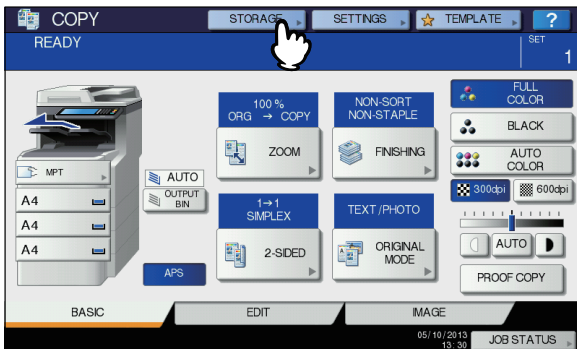 COPY
STORAGE
SETTINGS
TEMPLATE
?
READY
SET
1
100 %
ORG → COPY
ZOOM
NON-SORT
NON-STAPLE
FINISHING
FULL
COLOR
BLACK
AUTO
COLOR
300dpi
600dpi
MPT
A4
A4
A4
AUTO
OUTPUT
BIN
APS
1→1
SIMPLEX
2-SIDED
TEXT/PHOTO
ORIGINAL
MODE
AUTO
PROOF COPY
BASIC
EDIT
IMAGE
05/10/2013
13:30
JOB STATUS